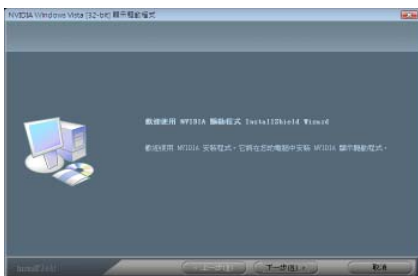 NVIDIA Windows Vista (32-bit) 顯示驅動程式
歡迎使用 NVIDIA 驅動程式 InstallShield Wizard
歡迎使用 NVIDIA 安裝程式。它將在您的電腦中安裝 NVIDIA 顯示驅動程式。
InstallShield
下一步(N) >
取消